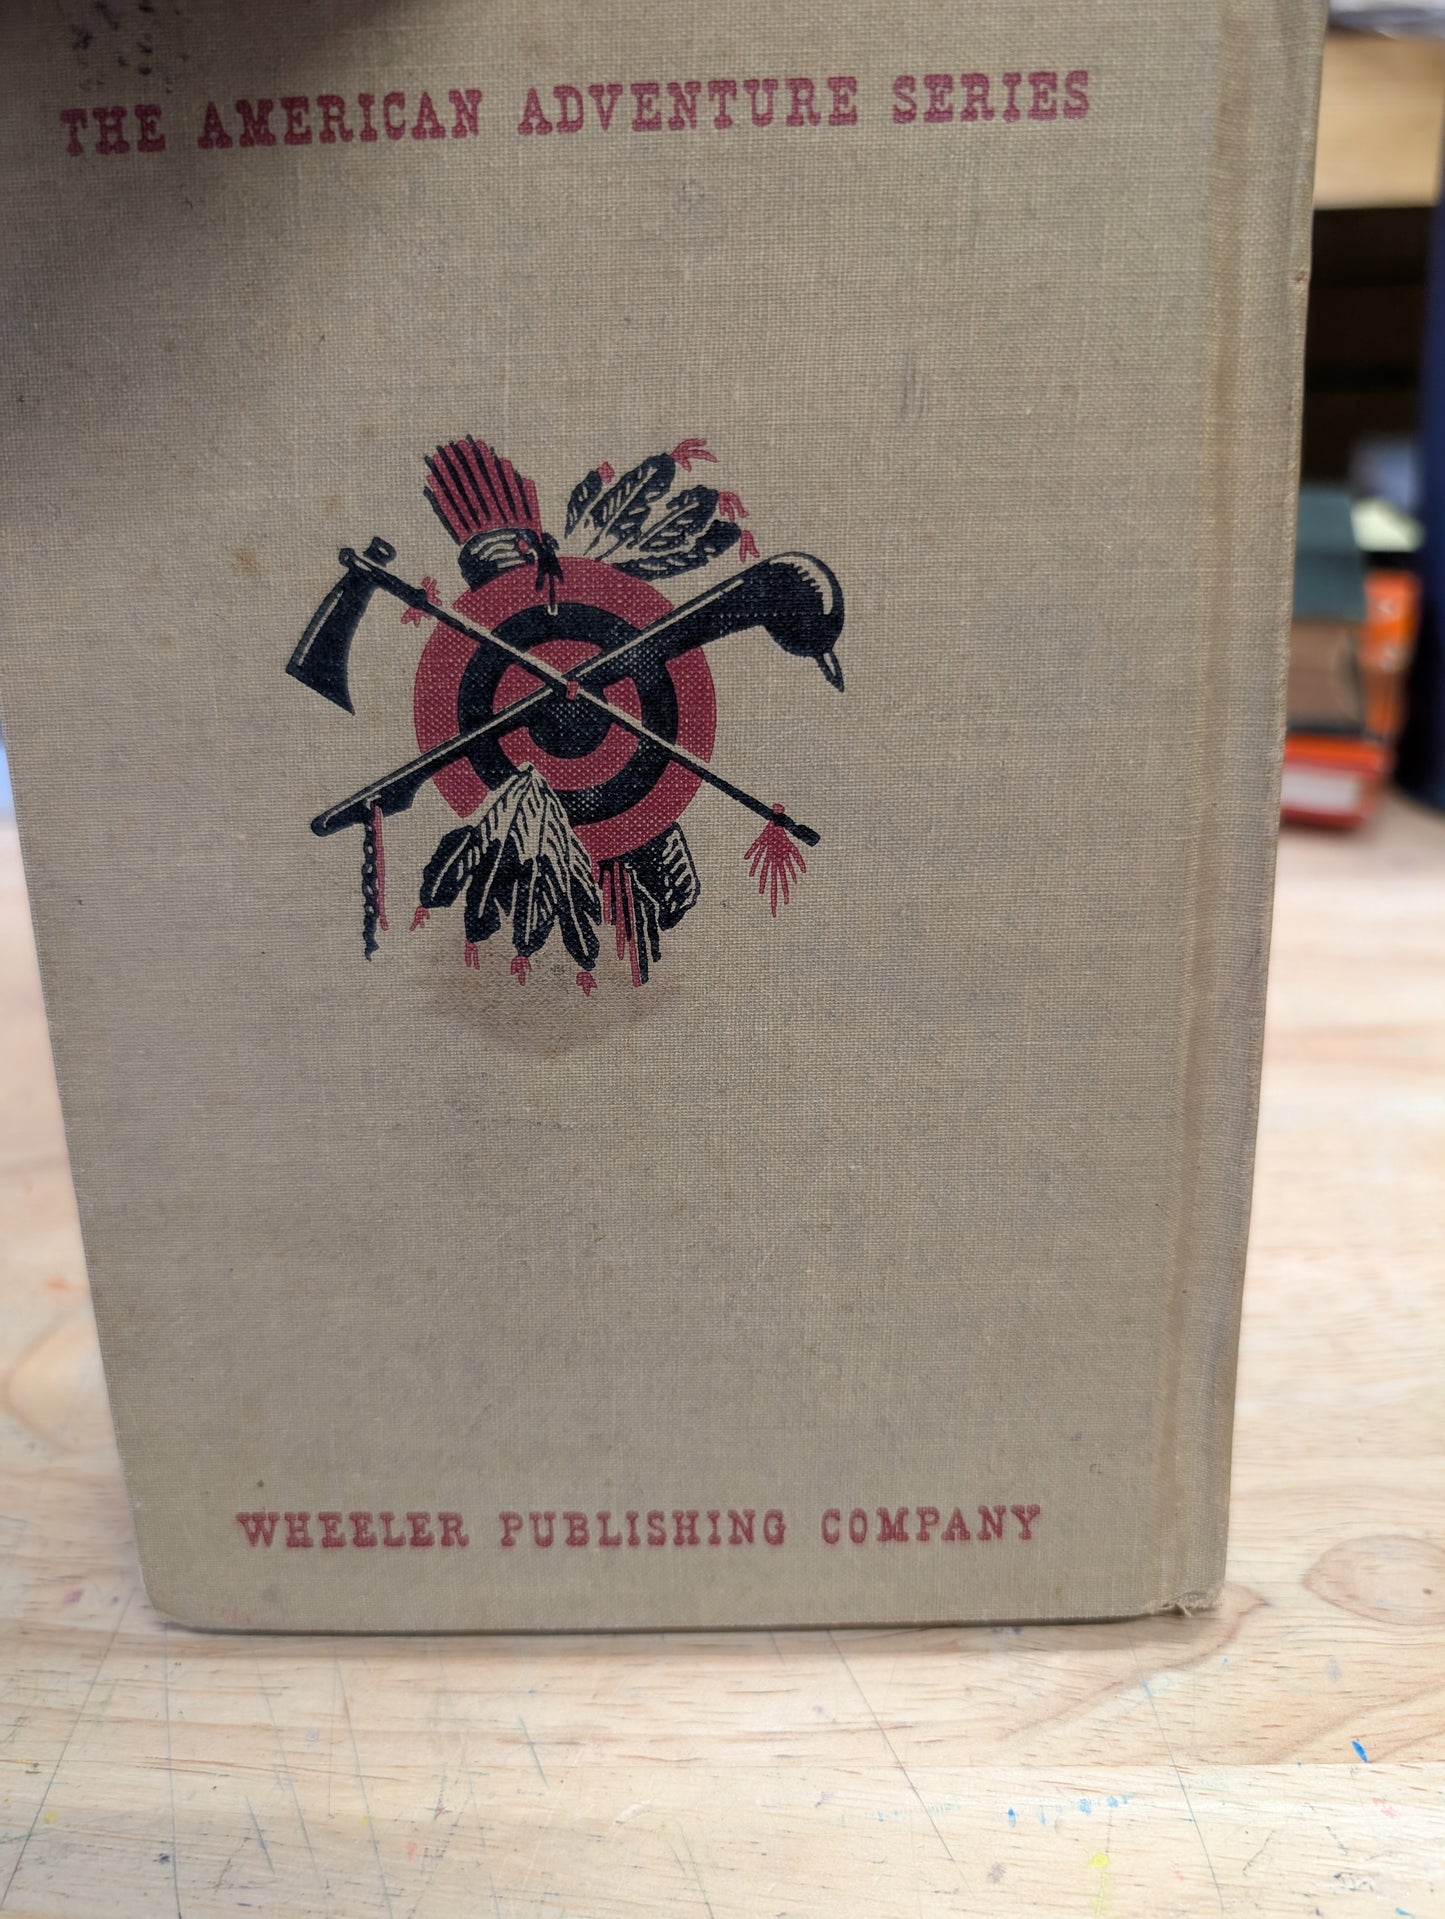 THE AMERICAN ADVENTURE SERIES
WHEELER PUBLISHING COMPANY